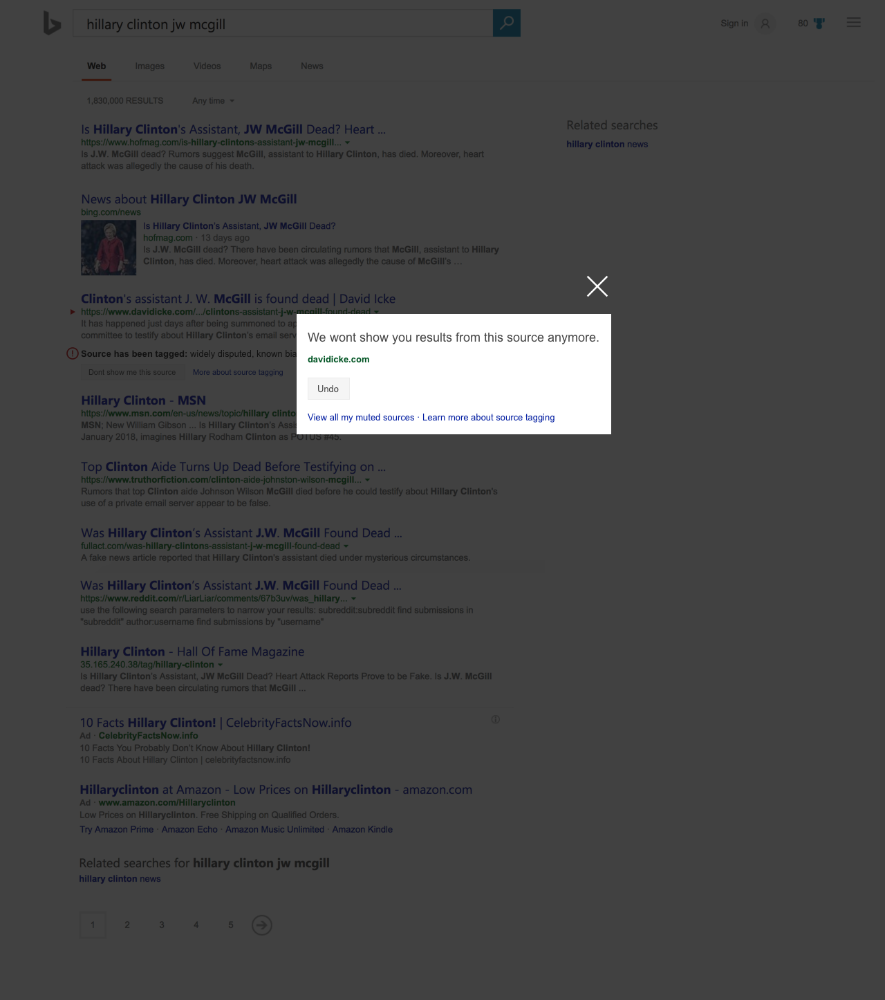 hillary clinton jw mcgill
Sign in
80
Web Images Videos Maps News
1,830,000 RESULTS Any time
Is Hillary Clinton's Assistant, JW McGill Dead? Heart ...
https://www.hofmag.com/is-hillary-clintons-assistant-jw-mcgill...
Is J.W. McGill dead? Rumors suggest McGill, assistant to Hillary Clinton, has died. Moreover, heart
attack was allegedly the cause of his death.
Related searches
hillary clinton news
News about Hillary Clinton JW McGill
bing.com/news
Is Hillary Clinton's Assistant, JW McGill Dead?
hofmag.com · 13 days ago
Is J.W. McGill dead? There have been circulating rumors that McGill, assistant to Hillary
Clinton, has died. Moreover, heart attack was allegedly the cause of McGill's …
Clinton's assistant J. W. McGill is found dead | David Icke
https://www.davidicke.com/.../clintons-assistant-j-w-mcgill-found-dead
It has happened just days after being summoned to
committee to testify about Hillary Clinton's email
Source has been tagged: widely disputed, known
Dont show me this source More about source tagging
We wont show you results from this source anymore.
davidicke.com
Undo
View all my muted sources · Learn more about source tagging
Hillary Clinton - MSN
https://www.msn.com/en-us/news/topic/hillary
MSN; New William Gibson ... Is Hillary Clinton's
January 2018, imagines Hillary Rodham Clinton as POTUS #45.
Top Clinton Aide Turns Up Dead Before Testifying on ...
https://www.truthorfiction.com/clinton-aide-johnston-wilson-mcgill...
Rumors that top Clinton aide Johnson Wilson McGill died before he could testify about Hillary Clinton's
use of a private email server appear to be false.
Was Hillary Clinton's Assistant J.W. McGill Found Dead ...
fullact.com/was-hillary-clintons-assistant-j-w-mcgill-found-dead
A fake news article reported that Hillary Clinton's assistant died under mysterious circumstances.
Was Hillary Clinton's Assistant J.W. McGill Found Dead ...
https://www.reddit.com/r/LiarLiar/comments/67b3uv/was_hillary...
use the following search parameters to narrow your results: subreddit:subreddit find submissions in
"subreddit" author:username find submissions by "username"
Hillary Clinton - Hall Of Fame Magazine
35.165.240.38/tag/hillary-clinton
Is Hillary Clinton's Assistant, JW McGill Dead? Heart Attack Reports Prove to be Fake. Is J.W. McGill
dead? There have been circulating rumors that McGill ...
10 Facts Hillary Clinton! | CelebrityFactsNow.info
Ad · CelebrityFactsNow.info
10 Facts You Probably Don't Know About Hillary Clinton!
10 Facts About Hillary Clinton | celebrityfactsnow.info
Hillaryclinton at Amazon - Low Prices on Hillaryclinton - amazon.com
Ad · www.amazon.com/Hillaryclinton
Low Prices on Hillaryclinton. Free Shipping on Qualified Orders.
Try Amazon Prime · Amazon Echo · Amazon Music Unlimited · Amazon Kindle
Related searches for hillary clinton jw mcgill
hillary clinton news
1 2 3 4 5